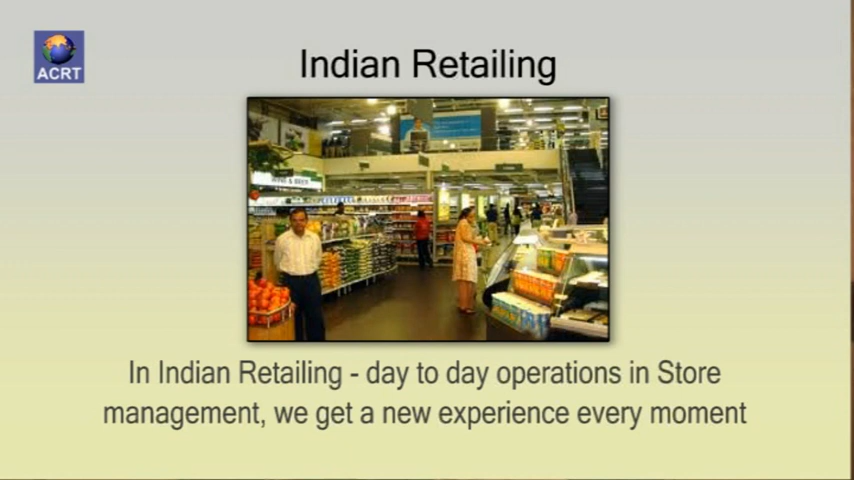 ACRT
Indian Retailing
In Indian Retailing - day to day operations in Store
management, we get a new experience every moment